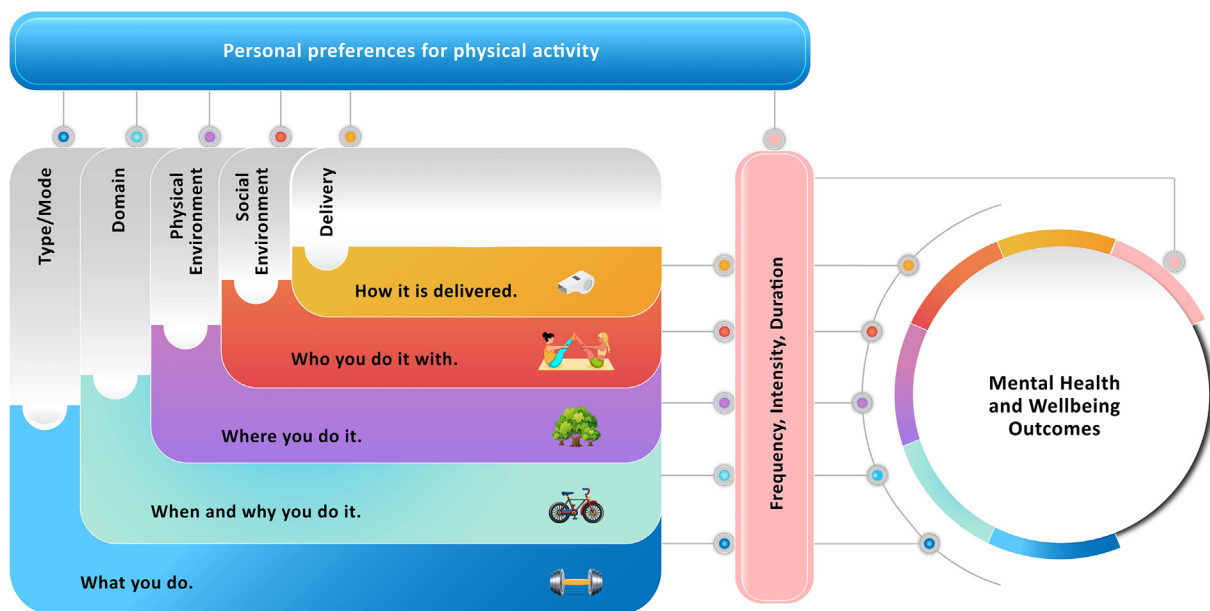 Personal preferences for physical activity
Type/Mode
Domain
Physical
Environment
Social
Environment
Delivery
How it is delivered.
Who you do it with.
Where you do it.
When and why you do it.
What you do.
Frequency, Intensity, Duration
Mental Health
and Wellbeing
Outcomes